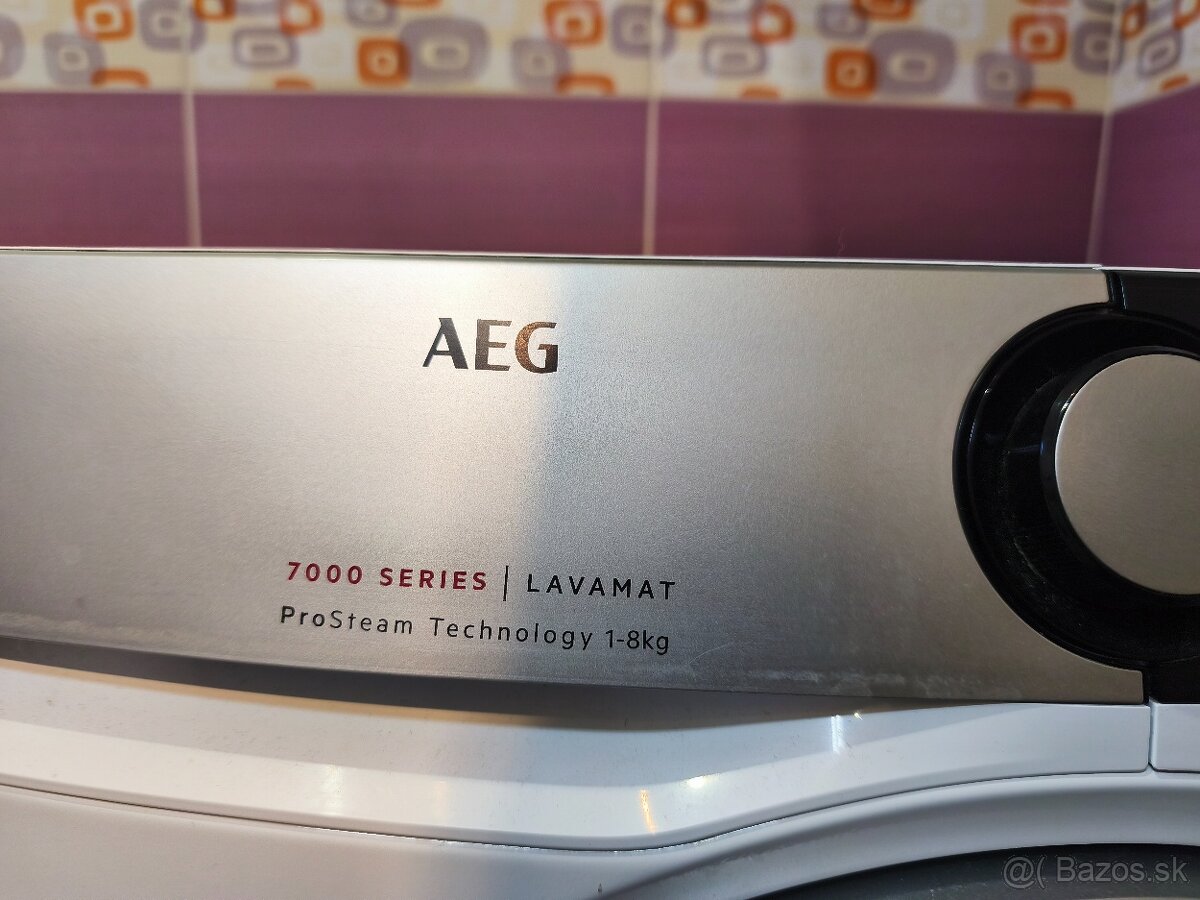 AEG
7000 SERIES | LAVAMAT
ProSteam Technology 1-8kg
@( Bazos.sk